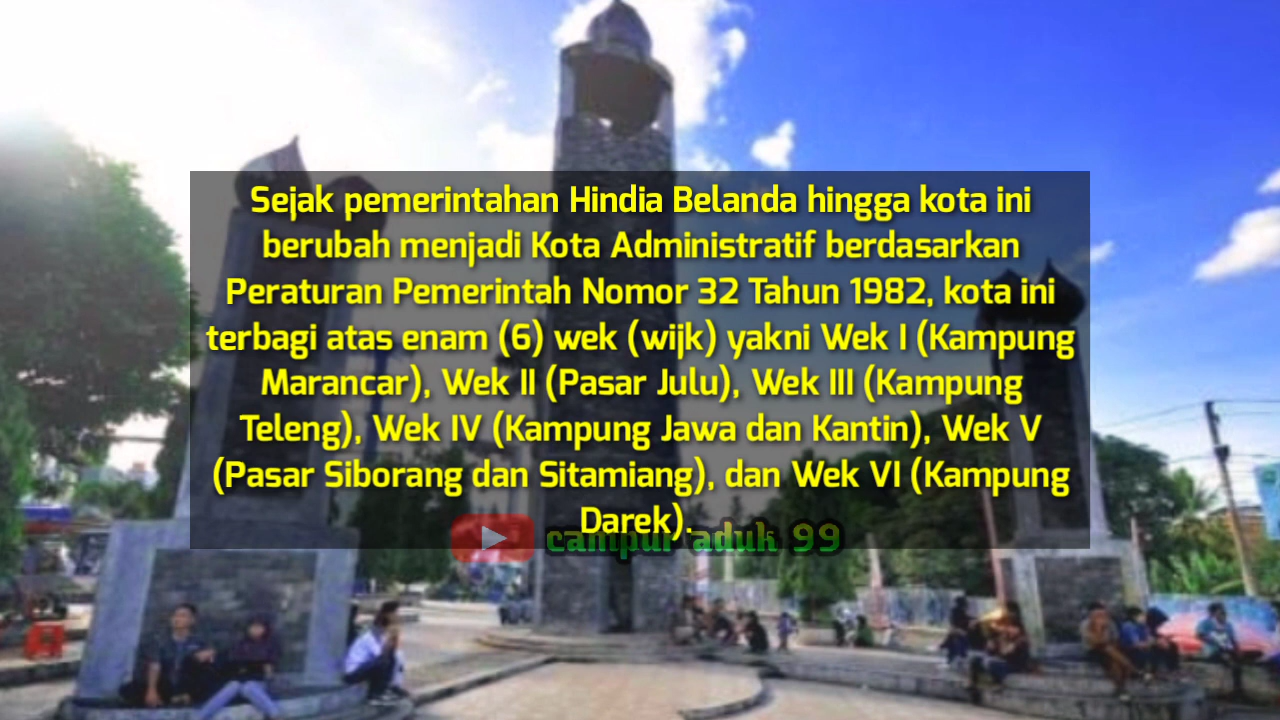 Sejak pemerintahan Hindia Belanda hingga kota ini
berubah menjadi Kota Administratif berdasarkan
Peraturan Pemerintah Nomor 32 Tahun 1982, kota ini
terbagi atas enam (6) wek (wijk) yakni Wek I (Kampung
Marancar), Wek II (Pasar Julu), Wek III (Kampung
Teleng), Wek IV (Kampung Jawa dan Kantin), Wek V
(Pasar Siborang dan Sitamiang), dan Wek VI (Kampung
Darek).
campur aduk 99